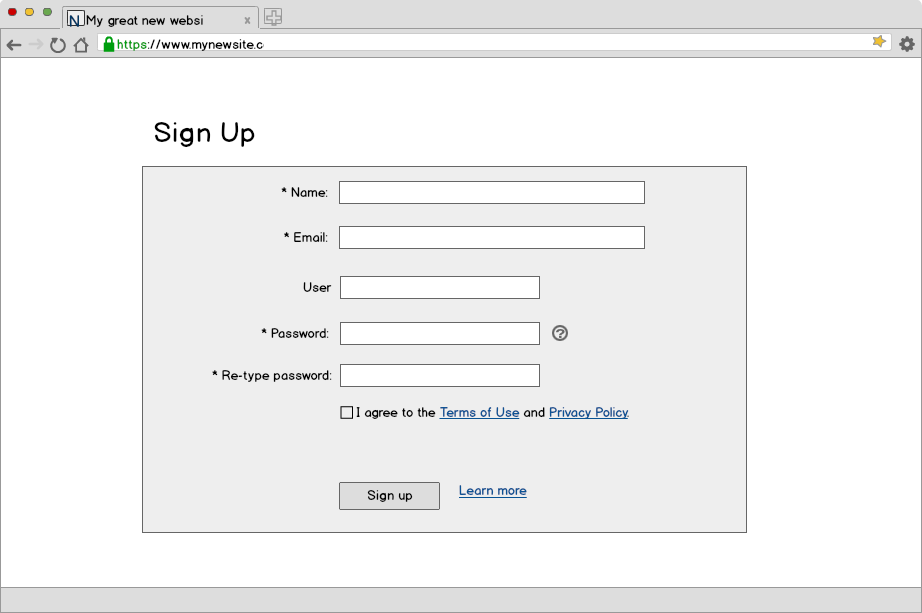 N My great new websi x
https://www.mynewsite.c
Sign Up
* Name:
* Email:
User
* Password: ?
* Re-type password:
I agree to the Terms of Use and Privacy Policy.
Sign up Learn more